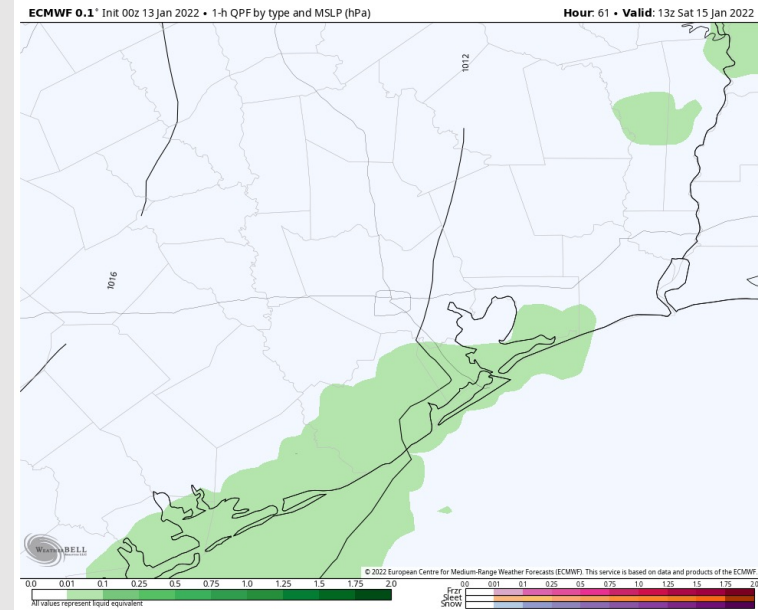 ECMWF 0.1° Init 00z 13 Jan 2022 • 1-h QPF by type and MSLP (hPa)
Hour: 61 • Valid: 13z Sat 15 Jan 2022
1012
1016
WeatherBELL
© 2022 European Centre for Medium-Range Weather Forecasts (ECMWF). This service is based on data and products of the ECMWF.
0.0 0.01 0.1 0.25 0.5 0.75 1.0 1.25 1.5 1.75 2.0
All values represent liquid equivalent
0.0 0.01 0.1 0.25 0.5 0.75 1.0 1.25 1.5 1.75 2.0
Frzr
Sleet
Snow